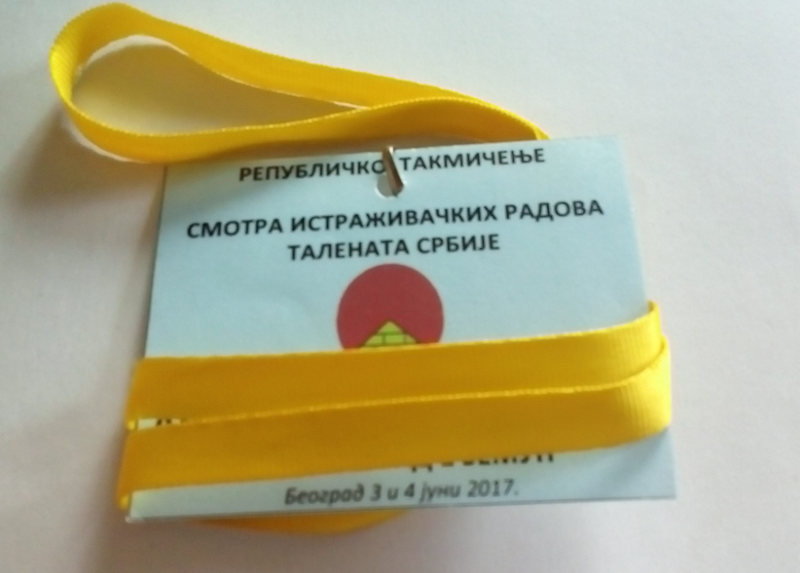 РЕПУБЛИЧКО ТАКМИЧЕЊЕ
СМОТРА ИСТРАЖИВАЧКИХ РАДОВА
ТАЛЕНАТА СРБИЈЕ
Београд 3 и 4 јуни 2017.